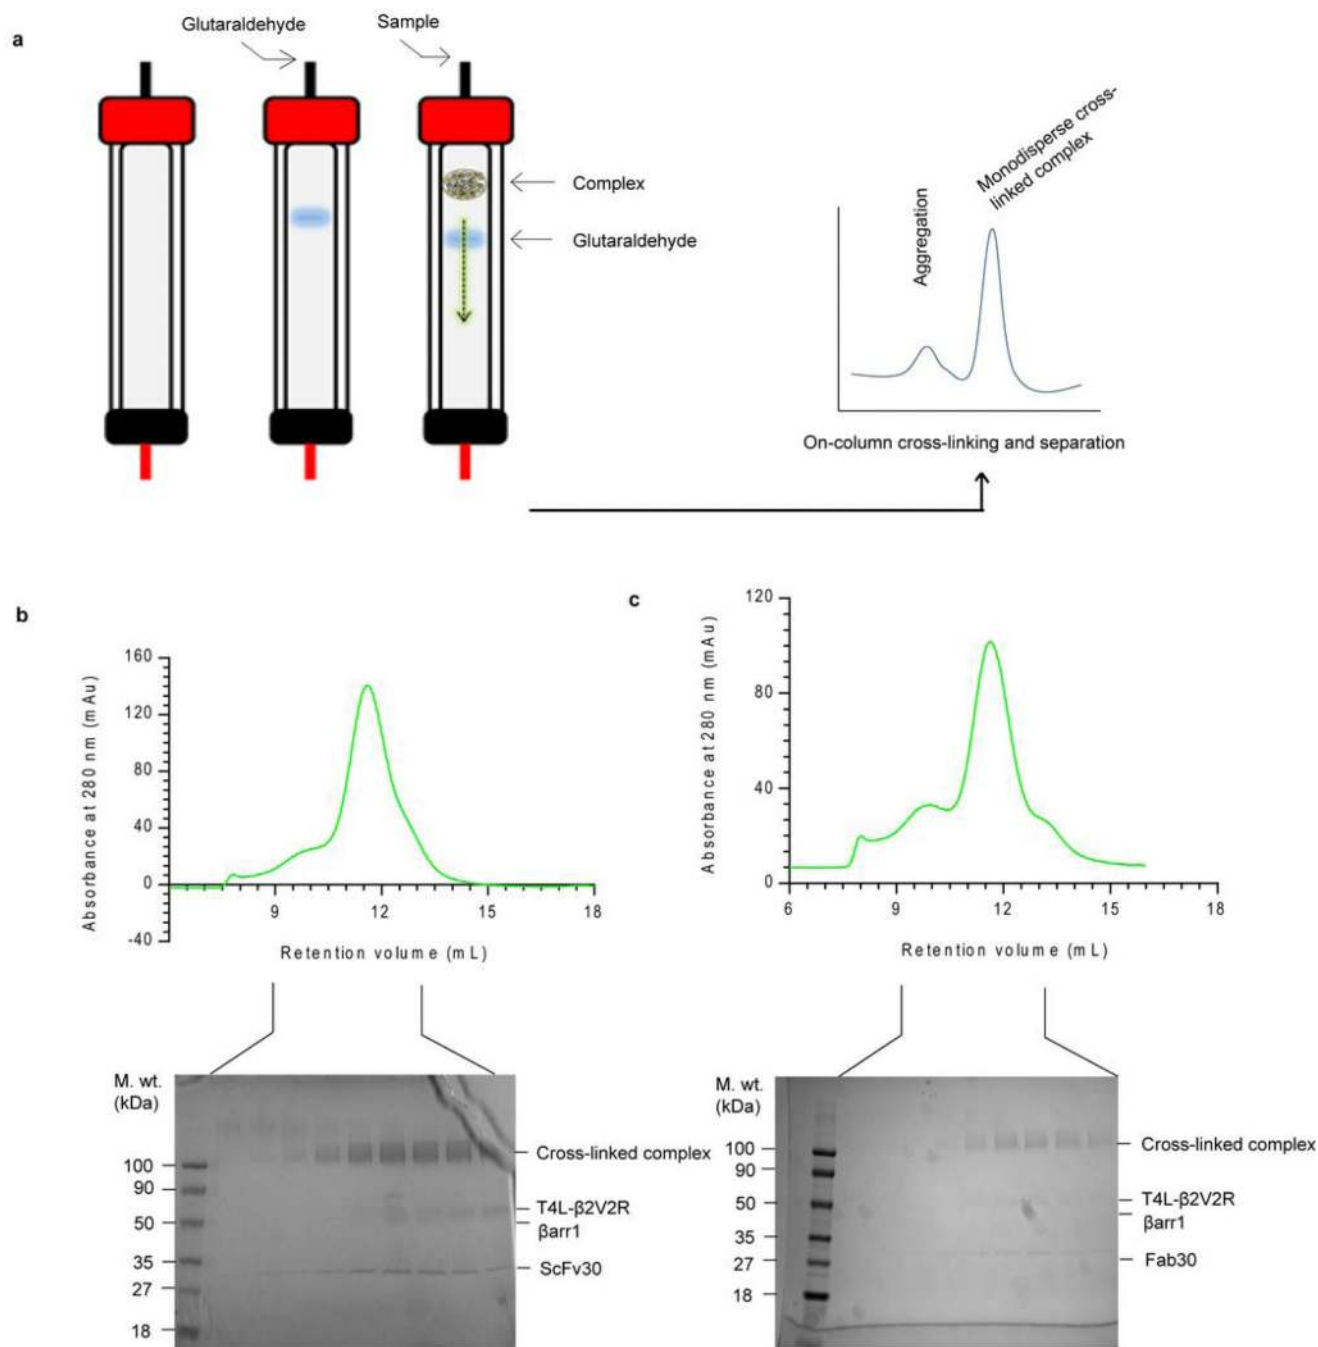 a
Glutaraldehyde
Sample
Complex
Glutaraldehyde
Aggregation
Monodisperse cross-
linked complex
On-column cross-linking and separation
b
Absorbance at 280 nm (mAu)
160
120
80
40
0
-40
9
12
15
18
Retention volume (mL)
M. wt.
(kDa)
100
90
50
35
27
18
Cross-linked complex
T4L-β2V2R
βarr1
ScFv30
c
Absorbance at 280 nm (mAu)
120
80
40
0
6
9
12
15
18
Retention volume (mL)
M. wt.
(kDa)
100
90
50
35
27
18
Cross-linked complex
T4L-β2V2R
βarr1
Fab30